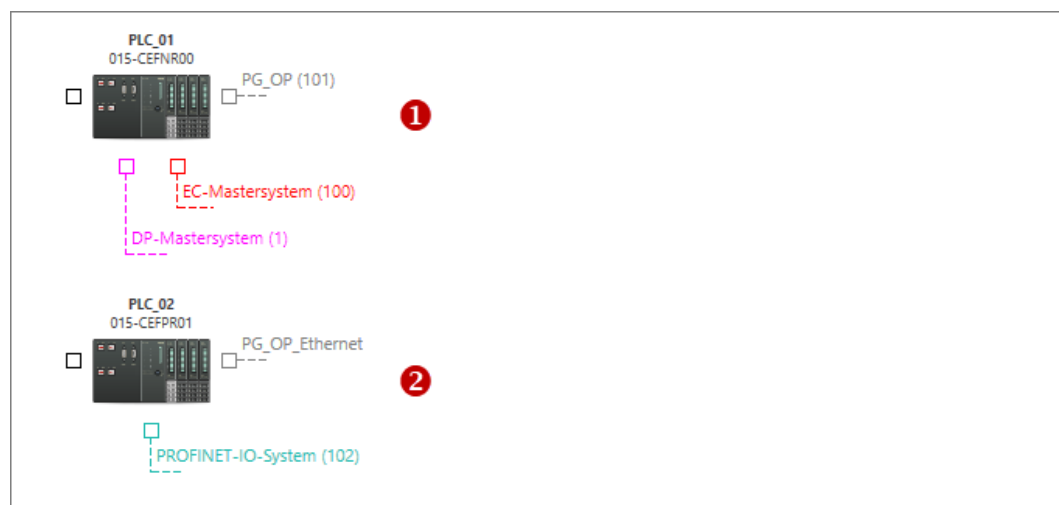 PLC_01
015-CEFNR00
PG_OP (101)
1
EC-Mastersystem (100)
DP-Mastersystem (1)
PLC_02
015-CEFPR01
PG_OP_Ethernet
2
PROFINET-IO-System (102)